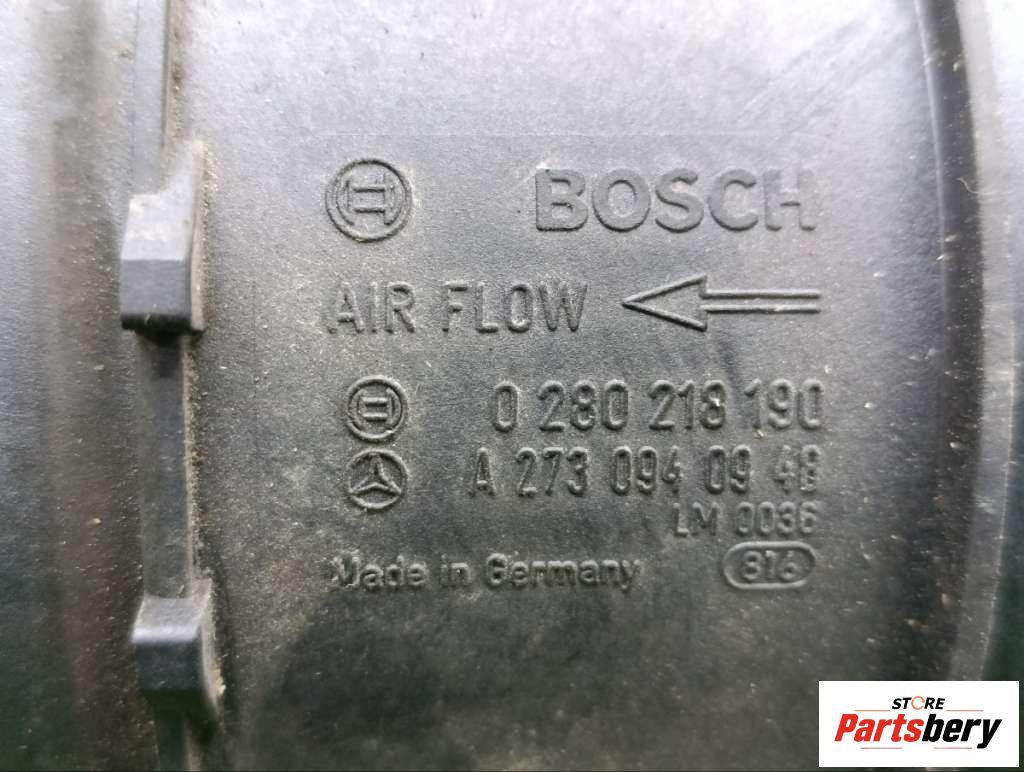 BOSCH
AIR FLOW
0 280 218 190
A 273 094 09 48
LM 0036
Made in Germany
816
STORE
Partsbery